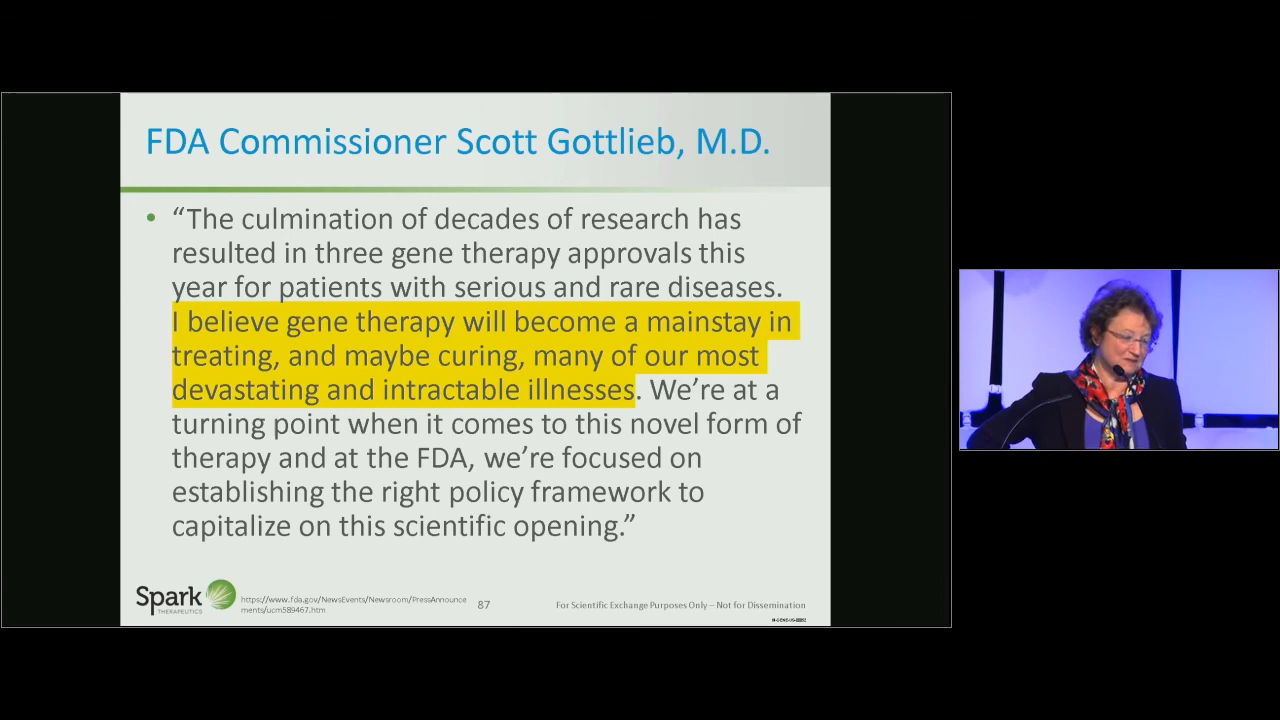 FDA Commissioner Scott Gottlieb, M.D.
• “The culmination of decades of research has
resulted in three gene therapy approvals this
year for patients with serious and rare diseases.
I believe gene therapy will become a mainstay in
treating, and maybe curing, many of our most
devastating and intractable illnesses. We’re at a
turning point when it comes to this novel form of
therapy and at the FDA, we’re focused on
establishing the right policy framework to
capitalize on this scientific opening.”
Spark
THERAPEUTICS
https://www.fda.gov/NewsEvents/Newsroom/PressAnnounce
ments/ucm589467.htm
87
For Scientific Exchange Purposes Only – Not for Dissemination